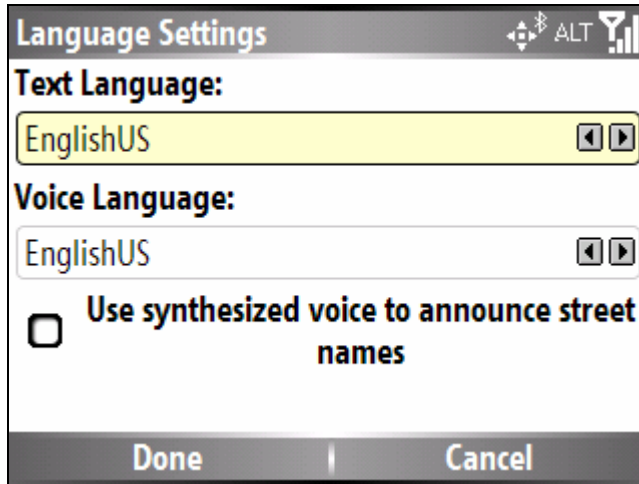 Language Settings ALT
Text Language:
EnglishUS
Voice Language:
EnglishUS
Use synthesized voice to announce street
names
Done Cancel